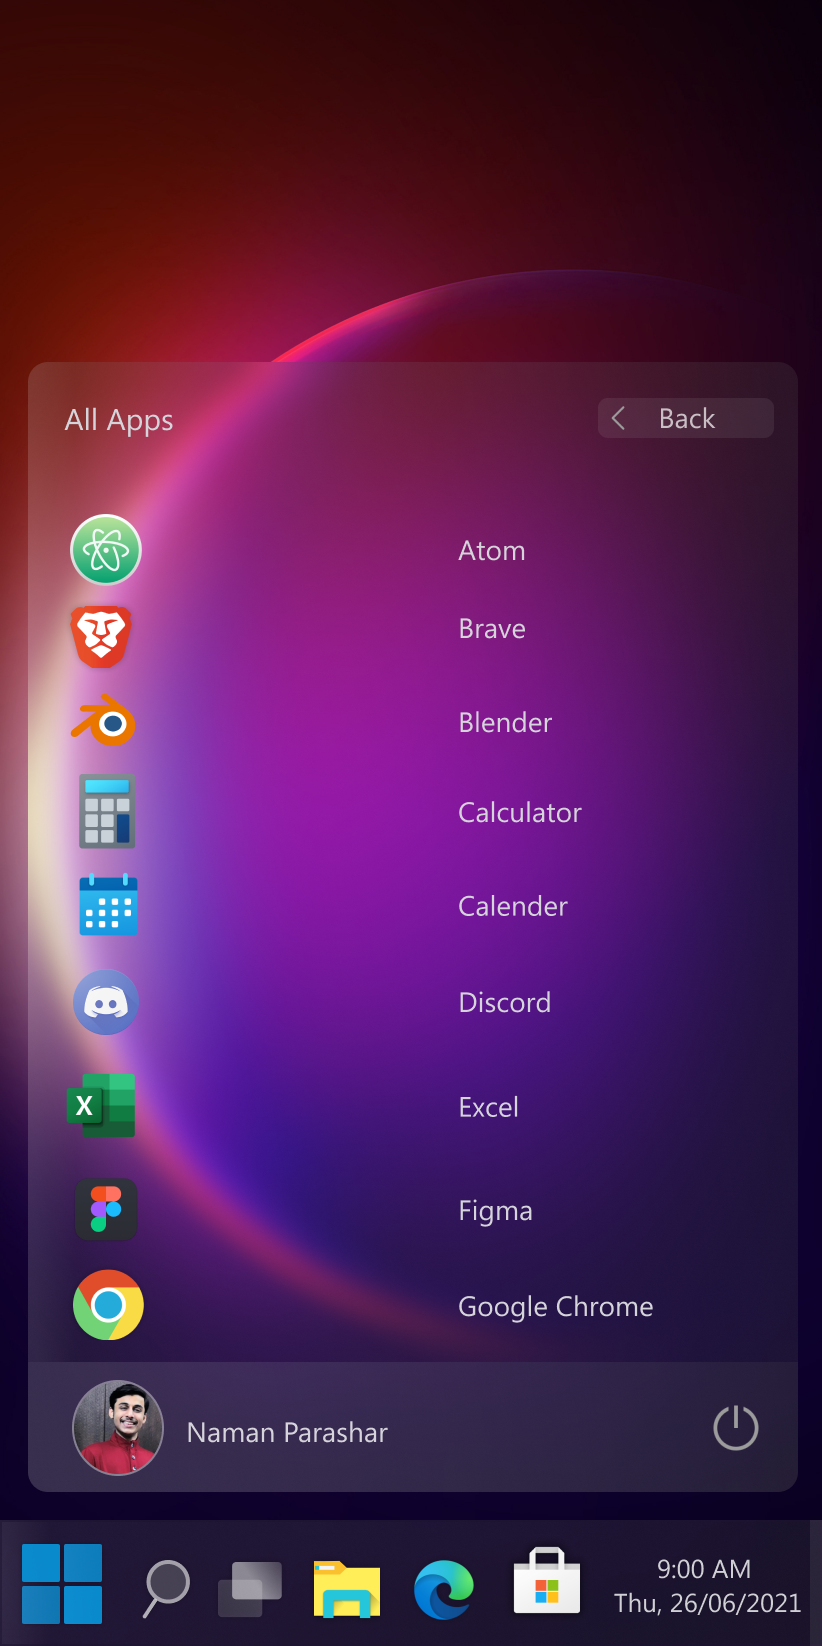 All Apps
Back
Atom
Brave
Blender
Calculator
Calender
Discord
X
Excel
Figma
Google Chrome
Naman Parashar
9:00 AM
Thu, 26/06/2021